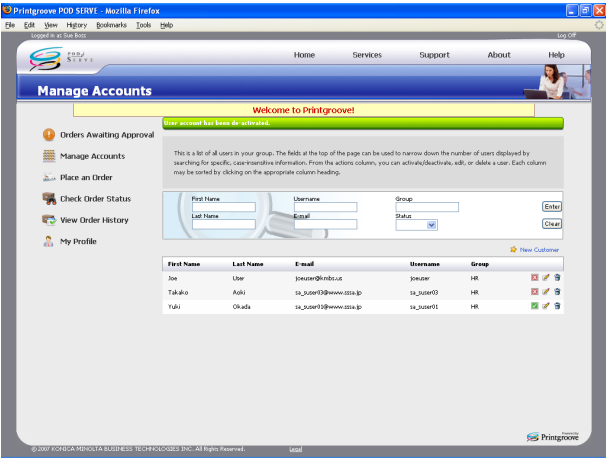 Printgroove POD SERVE - Mozilla Firefox
File Edit View History Bookmarks Tools Help
Logged in as Sue Boss Log Off
POD SERVE
Home Services Support About Help
Manage Accounts
Welcome to Printgroove!
User account has been de-activated.
Orders Awaiting Approval
Manage Accounts
Place an Order
Check Order Status
View Order History
My Profile
This is a list of all users in your group. The fields at the top of the page can be used to narrow down the number of users displayed by
searching for specific, case-insensitive information. From the actions column, you can activate/deactivate, edit, or delete a user. Each column
may be sorted by clicking on the appropriate column heading.
First Name Username Group
Enter
Last Name E-mail Status
Clear
New Customer
First Name Last Name E-mail Username Group
Joe User joeuser@kmbs.us joeuser HR
Takako Aoki sa_suser03@www.sssa.jp sa_suser03 HR
Yuki Okada sa_suser01@www.sssa.jp sa_suser01 HR
Powered by
Printgroove
© 2007 KONICA MINOLTA BUSINESS TECHNOLOGIES INC. All Rights Reserved. Legal